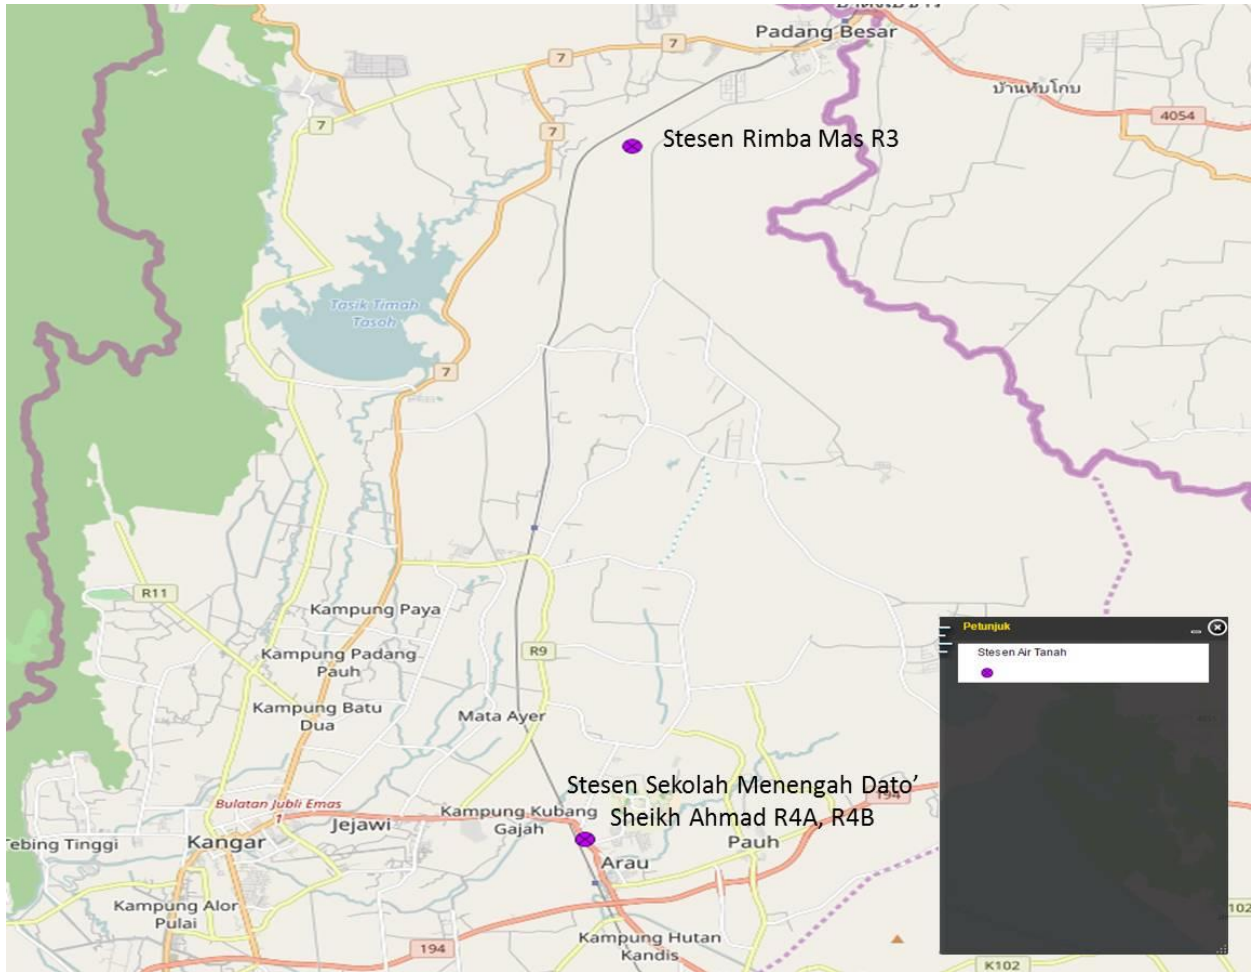 Padang Besar
7
7
7
7
บ้านทับโกบ
4054
Stesen Rimba Mas R3
Tasik Timah
Tasoh
7
R11
Kampung Paya
Kampung Padang
Pauh
R9
Kampung Batu
Dua
Mata Ayer
Petunjuk
Stesen Air Tanah
Stesen Sekolah Menengah Dato’
Sheikh Ahmad R4A, R4B
194
Bulatan Jubli Emas
1
Kampung Kubang
Gajah
Jejawi
Tebing Tinggi
Kangar
Pauh
Arau
Kampung Alor
Pulai
194
Kampung Hutan
Kandis
102
K102